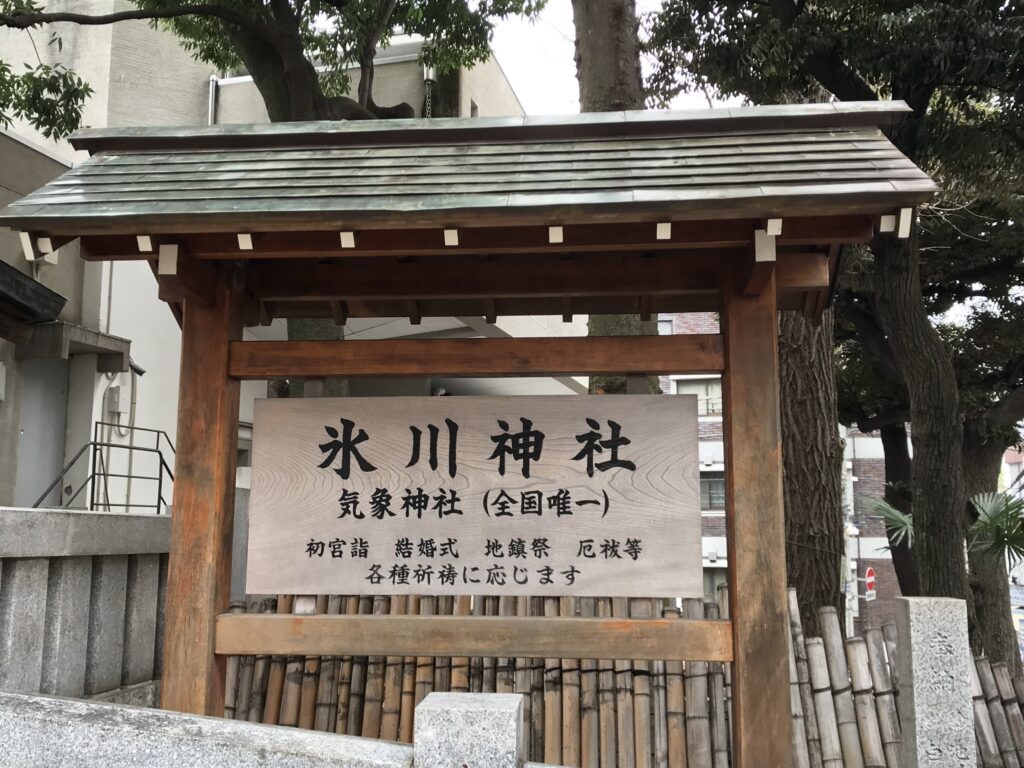 氷川神社
気象神社 (全国唯一)
初宮詣 結婚式 地鎮祭 厄祓等
各種祈祷に応じます